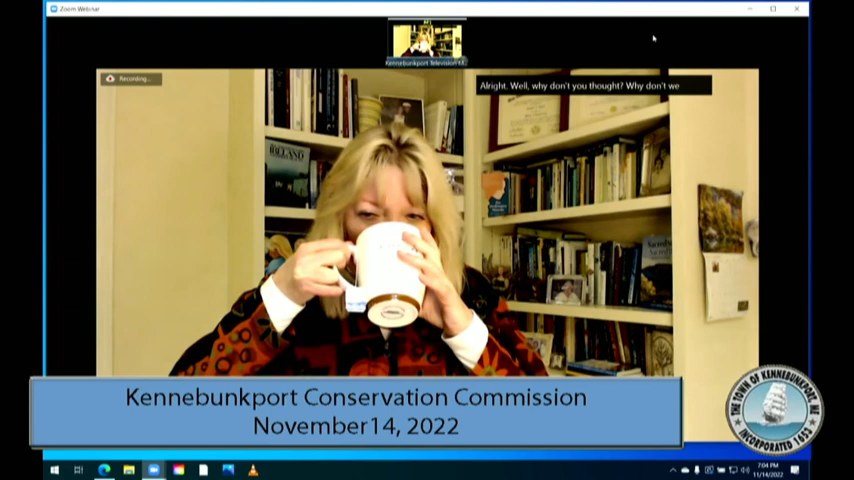 Zoom Webinar
Kennebunkport Television
Recording...
Alright. Well, why don't you thought? Why don't we
IRELAND
Kennebunkport Conservation Commission
November14, 2022
THE TOWN OF KENNEBUNKPORT, ME
INCORPORATED 1653
7:04 PM
11/14/2022